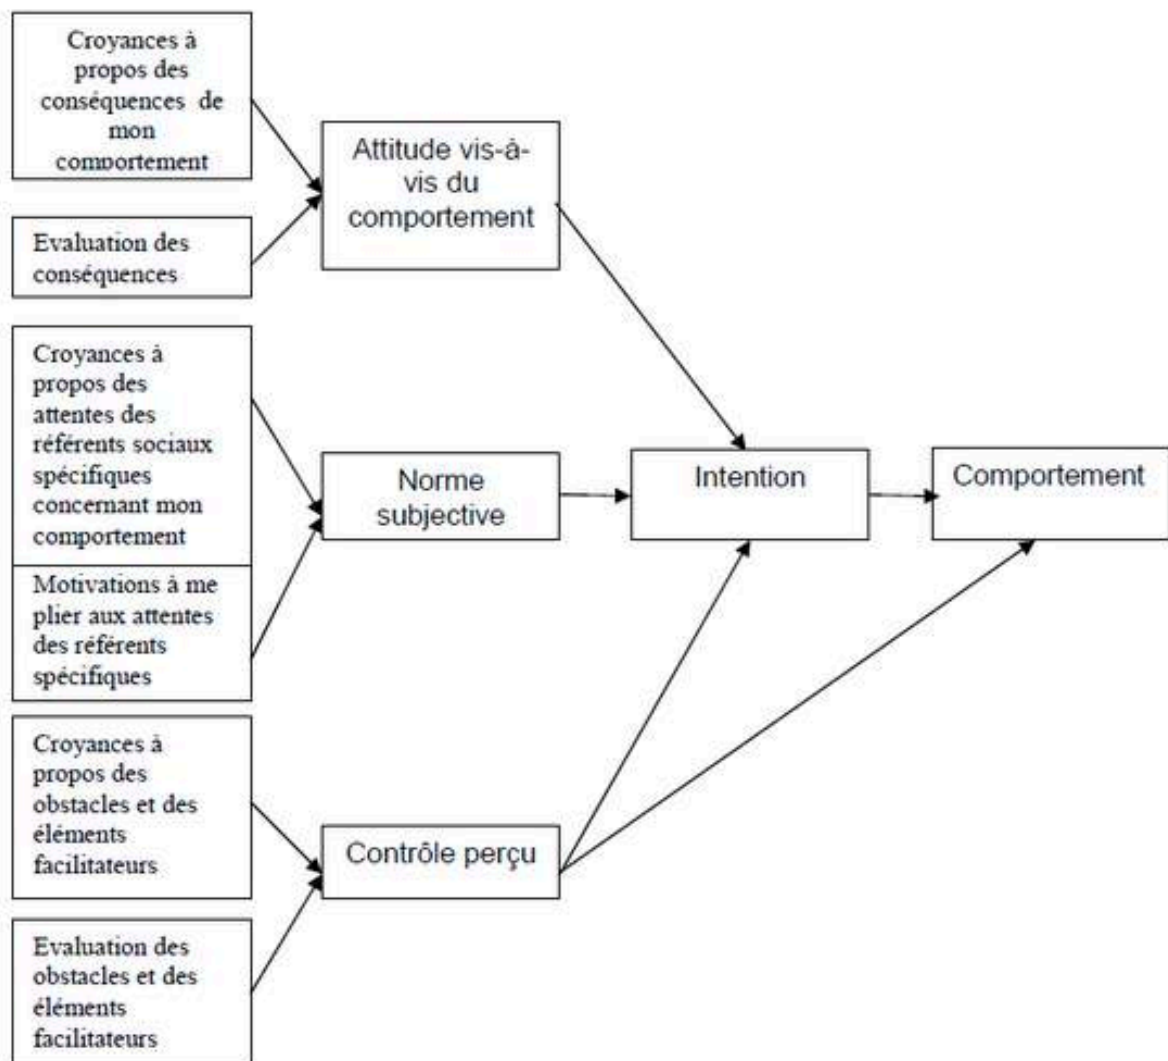 Croyances à
propos des
conséquences de
mon
comportement
Attitude vis-à-
vis du
comportement
Evaluation des
conséquences
Croyances à
propos des
attentes des
référents sociaux
spécifiques
concernant mon
comportement
Norme
subjective
Intention
Comportement
Motivations à me
plier aux attentes
des référents
spécifiques
Croyances à
propos des
obstacles et des
éléments
facilitateurs
Contrôle perçu
Evaluation des
obstacles et des
éléments
facilitateurs